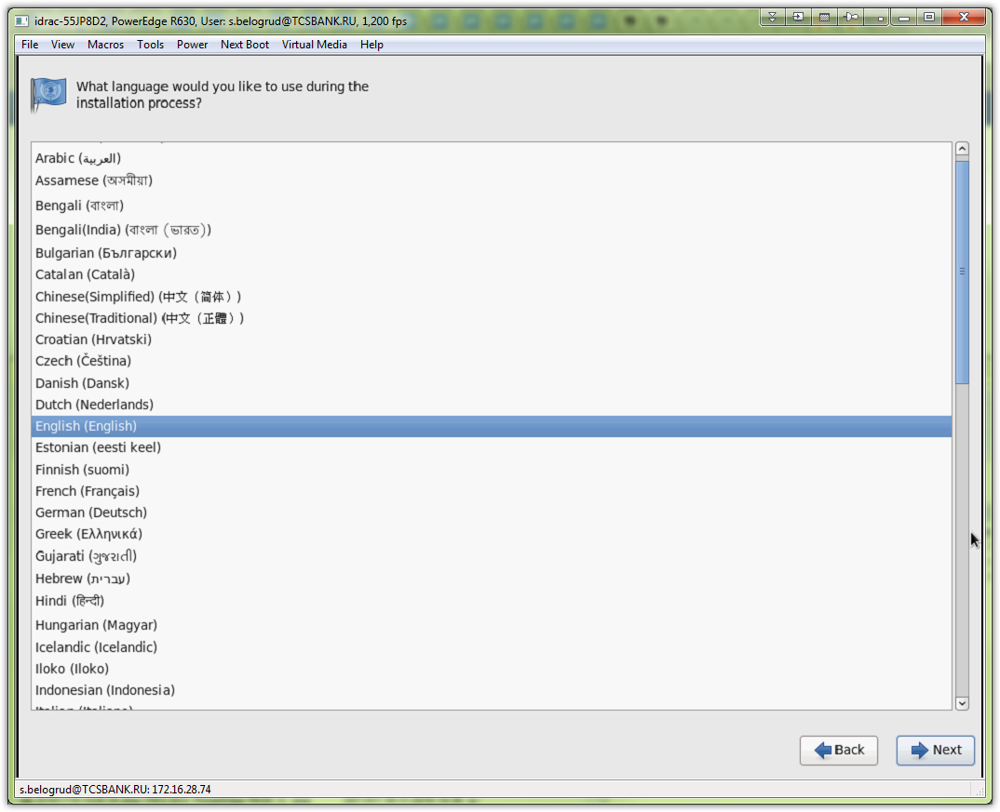 idrac-55JP8D2, PowerEdge R630, User: s.belogrud@TCSBANK.RU, 1,200 fps
File View Macros Tools Power Next Boot Virtual Media Help
What language would you like to use during the
installation process?
Arabic (العربية)
Assamese (অসমীয়া)
Bengali (বাংলা)
Bengali(India) (বাংলা (ভারত))
Bulgarian (Български)
Catalan (Català)
Chinese(Simplified) (中文（简体）)
Chinese(Traditional) (中文（正體）)
Croatian (Hrvatski)
Czech (Čeština)
Danish (Dansk)
Dutch (Nederlands)
English (English)
Estonian (eesti keel)
Finnish (suomi)
French (Français)
German (Deutsch)
Greek (Ελληνικά)
Gujarati (ગુજરાતી)
Hebrew (עברית)
Hindi (हिन्दी)
Hungarian (Magyar)
Icelandic (Icelandic)
Iloko (Iloko)
Indonesian (Indonesia)
Italian (Italiano)
Back Next
s.belogrud@TCSBANK.RU: 172.16.28.74